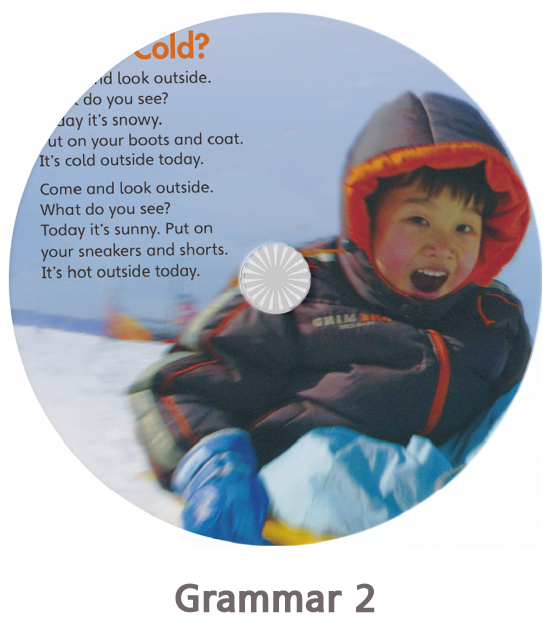 Cold?
look outside.
do you see?
it's snowy.
on your boots and coat.
It's cold outside today.
Come and look outside.
What do you see?
Today it's sunny. Put on
your sneakers and shorts.
It's hot outside today.
Grammar 2